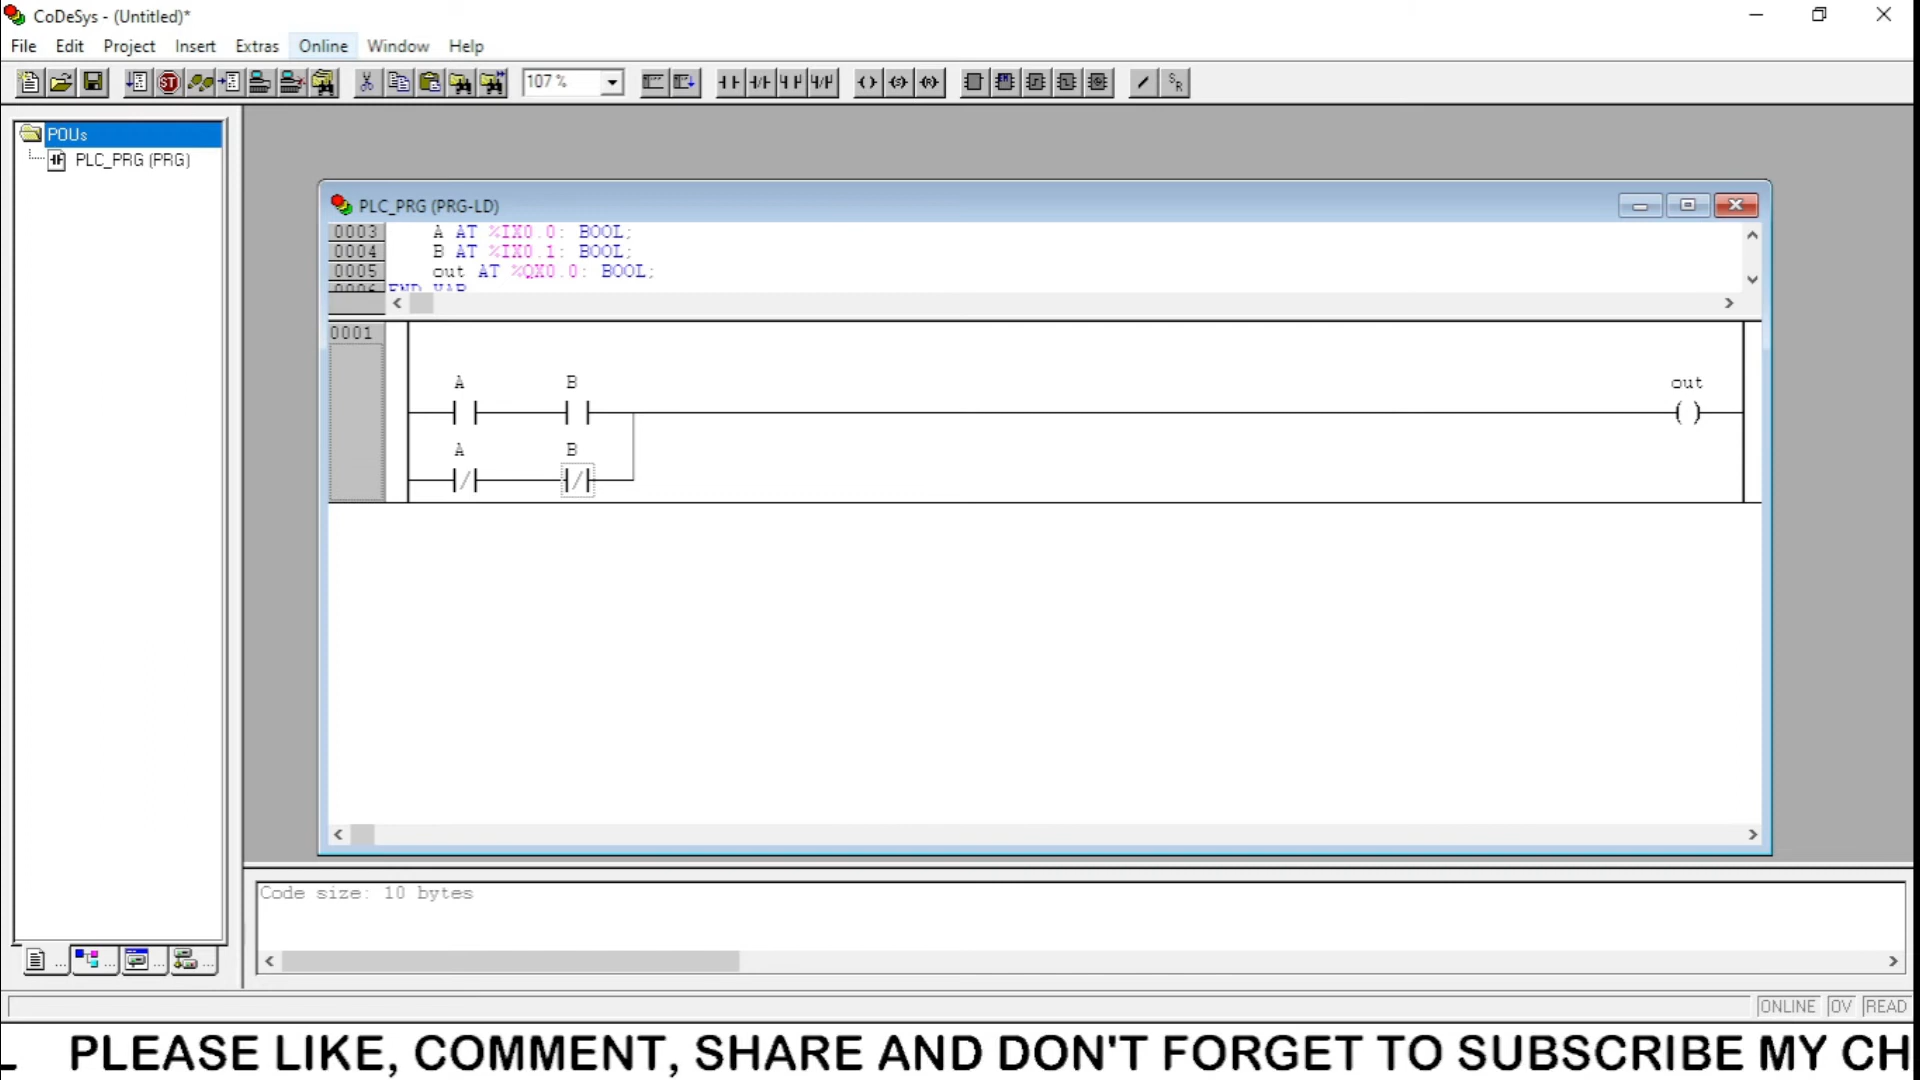 CoDeSys - (Untitled)*
File Edit Project Insert Extras Online Window Help
107 %
POUs
PLC_PRG (PRG)
PLC_PRG (PRG-LD)
0003 A AT %IX0.0: BOOL;
0004 B AT %IX0.1: BOOL;
0005 out AT %QX0.0: BOOL;
0006 END_VAR
0001
A B out
A B
Code size: 10 bytes
... ... ... ...
ONLINE OV READ
PLEASE LIKE, COMMENT, SHARE AND DON'T FORGET TO SUBSCRIBE MY CH